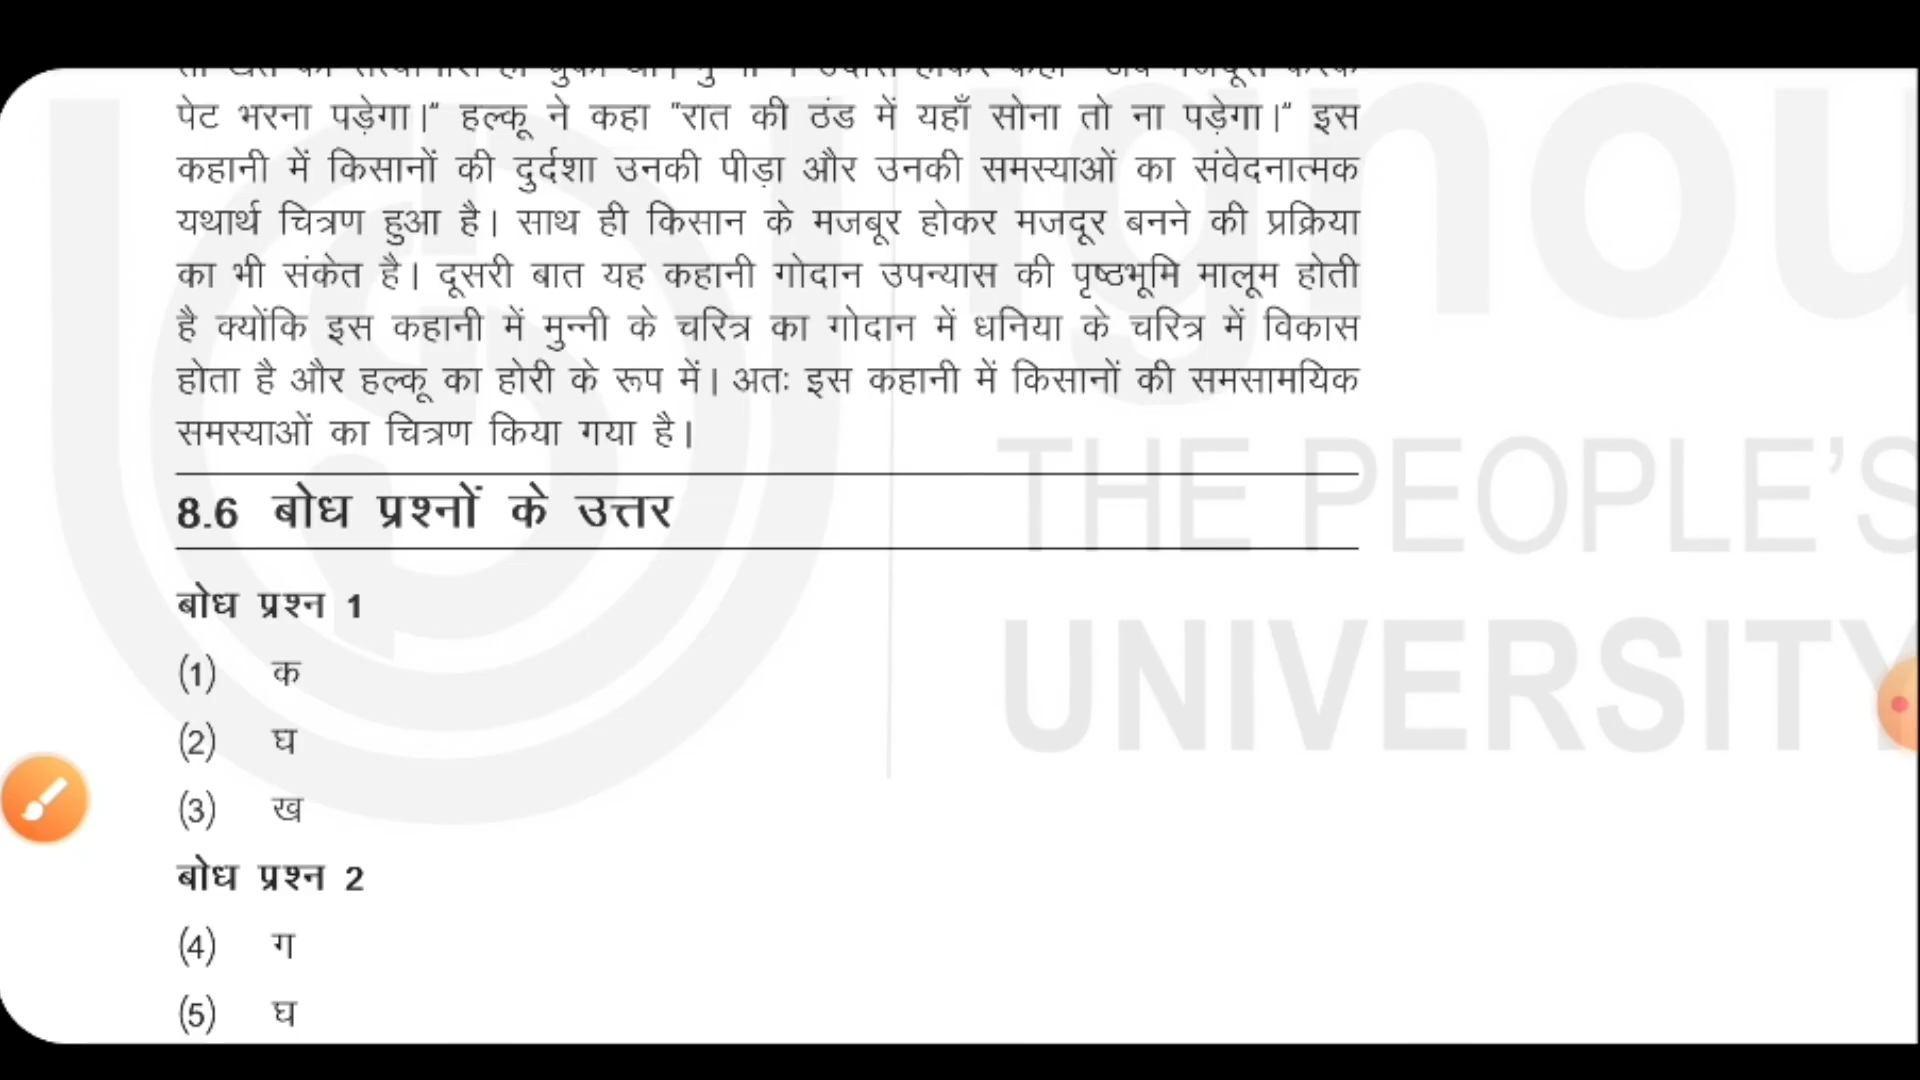 पेट भरना पड़ेगा।" हल्कू ने कहा "रात की ठंड में यहाँ सोना तो ना पड़ेगा।" इस
कहानी में किसानों की दुर्दशा उनकी पीड़ा और उनकी समस्याओं का संवेदनात्मक
यथार्थ चित्रण हुआ है। साथ ही किसान के मजबूर होकर मजदूर बनने की प्रक्रिया
का भी संकेत है। दूसरी बात यह कहानी गोदान उपन्यास की पृष्ठभूमि मालूम होती
है क्योंकि इस कहानी में मुन्नी के चरित्र का गोदान में धनिया के चरित्र में विकास
होता है और हल्कू का होरी के रूप में। अतः इस कहानी में किसानों की समसामयिक
समस्याओं का चित्रण किया गया है।
8.6 बोध प्रश्नों के उत्तर
बोध प्रश्न 1
(1) क
(2) घ
(3) ख
बोध प्रश्न 2
(4) ग
(5) घ
ignou
THE PEOPLE'S
UNIVERSITY